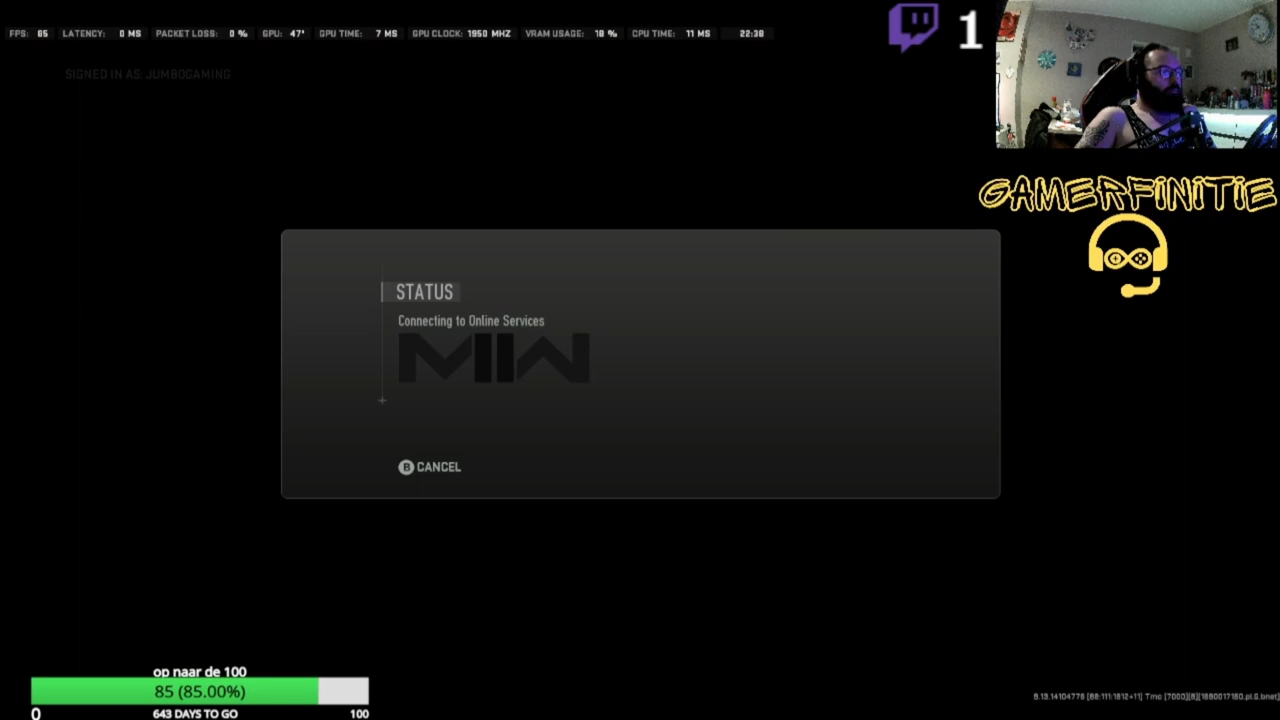 FPS: 65 LATENCY: 0 MS PACKET LOSS: 0 % GPU: 47° GPU TIME: 7 MS GPU CLOCK: 1950 MHZ VRAM USAGE: 18 % CPU TIME: 11 MS 22:38
1
SIGNED IN AS: JUMBOGAMING
GAMERFINITIE
STATUS
Connecting to Online Services
MIIW
B CANCEL
op naar de 100
85 (85.00%)
0 643 DAYS TO GO 100